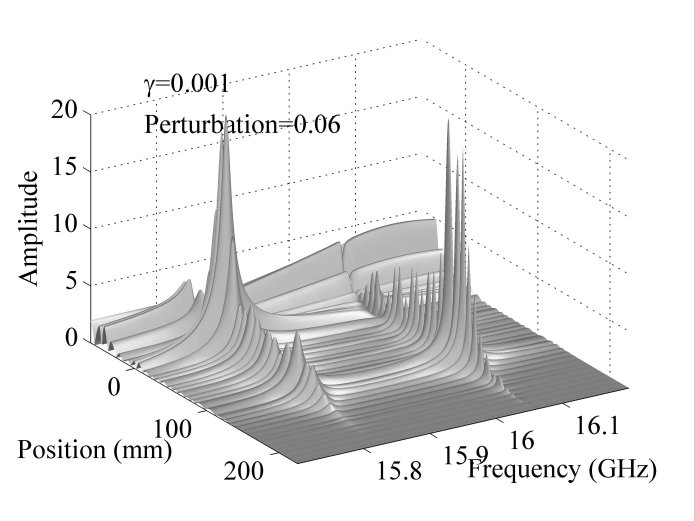 γ=0.001
Perturbation=0.06
20
15
10
5
0
Amplitude
0
100
200
Position (mm)
15.8
15.9
16
16.1
Frequency (GHz)